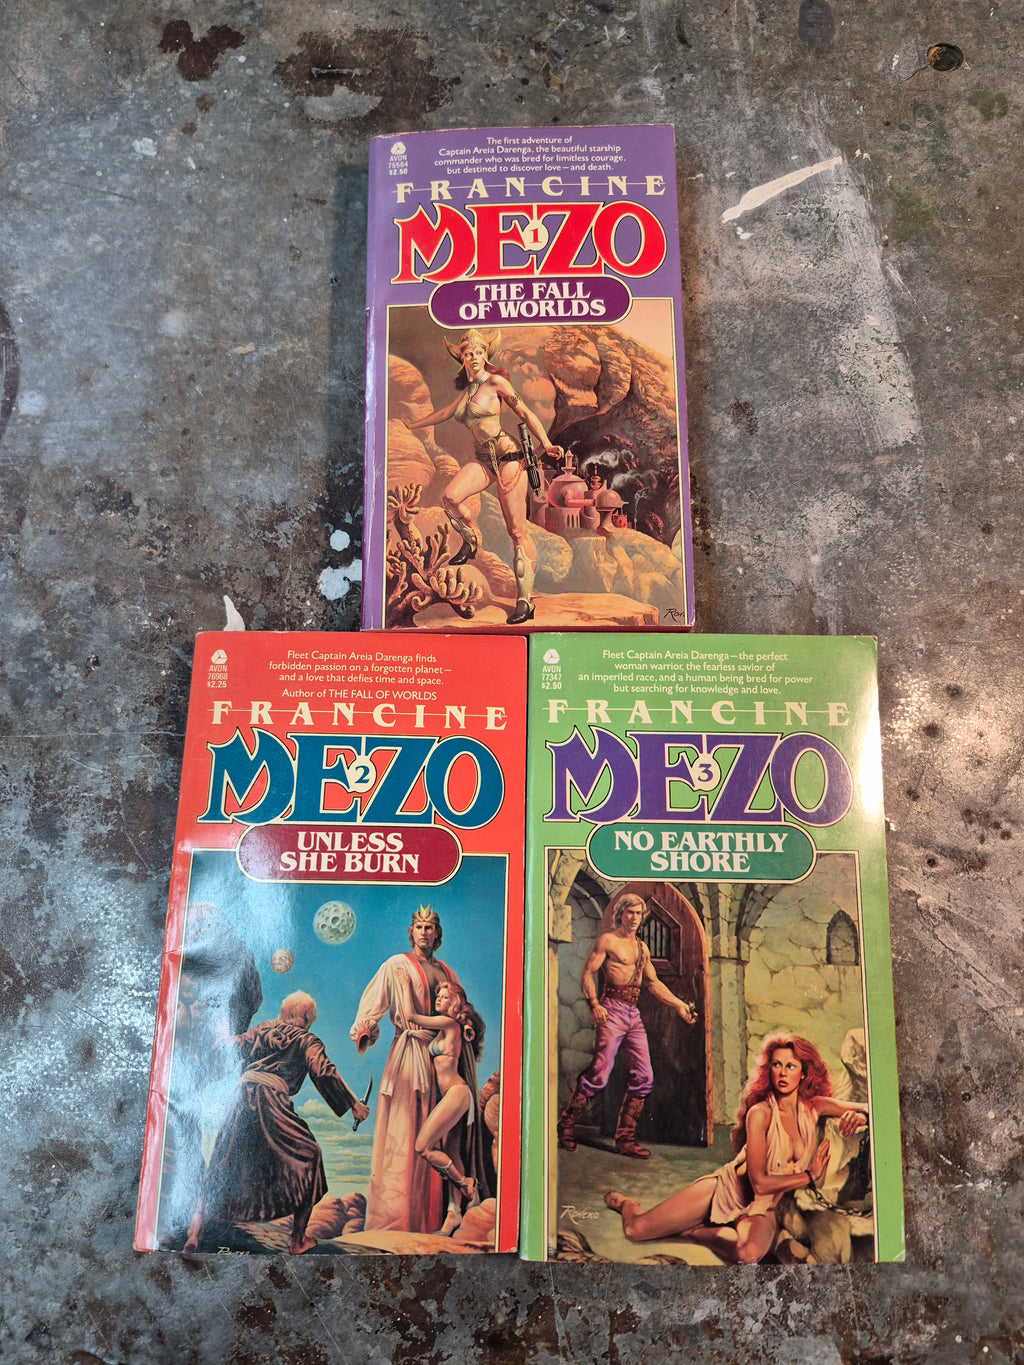 The first adventure of
Captain Areia Darenga, the beautiful starship
commander who was bred for limitless courage,
but destined to discover love—and death.
AVON
75564
$2.50
FRANCINE
MEZO
1
THE FALL
OF WORLDS
Fleet Captain Areia Darenga finds
forbidden passion on a forgotten planet—
and a love that defies time and space.
Author of THE FALL OF WORLDS
AVON
76968
$2.25
FRANCINE
MEZO
2
UNLESS
SHE BURN
Rowena
Fleet Captain Areia Darenga—the perfect
woman warrior, the fearless savior of
an imperiled race, and a human being bred for power
but searching for knowledge and love.
AVON
77347
$2.50
FRANCINE
MEZO
3
NO EARTHLY
SHORE
Rowena